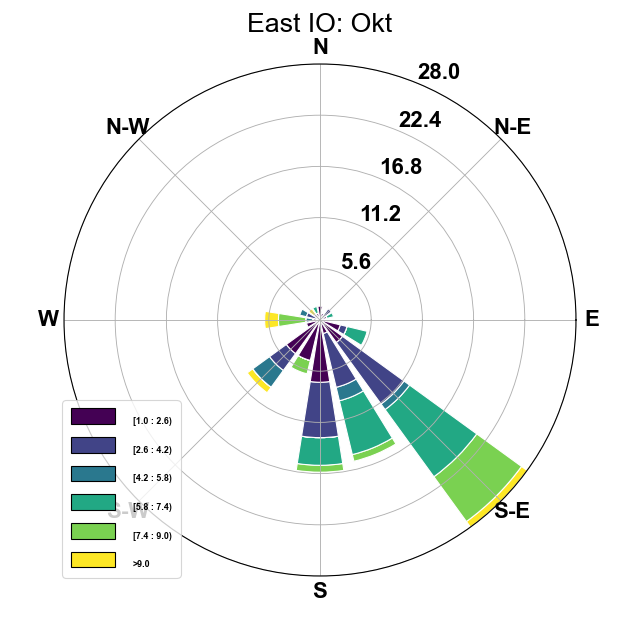 East IO: Okt
N
28.0
N-W
22.4
N-E
16.8
11.2
5.6
W
E
[1.0 : 2.6)
[2.6 : 4.2)
[4.2 : 5.8)
[5.8 : 7.4)
S-W
S-E
[7.4 : 9.0)
>9.0
S